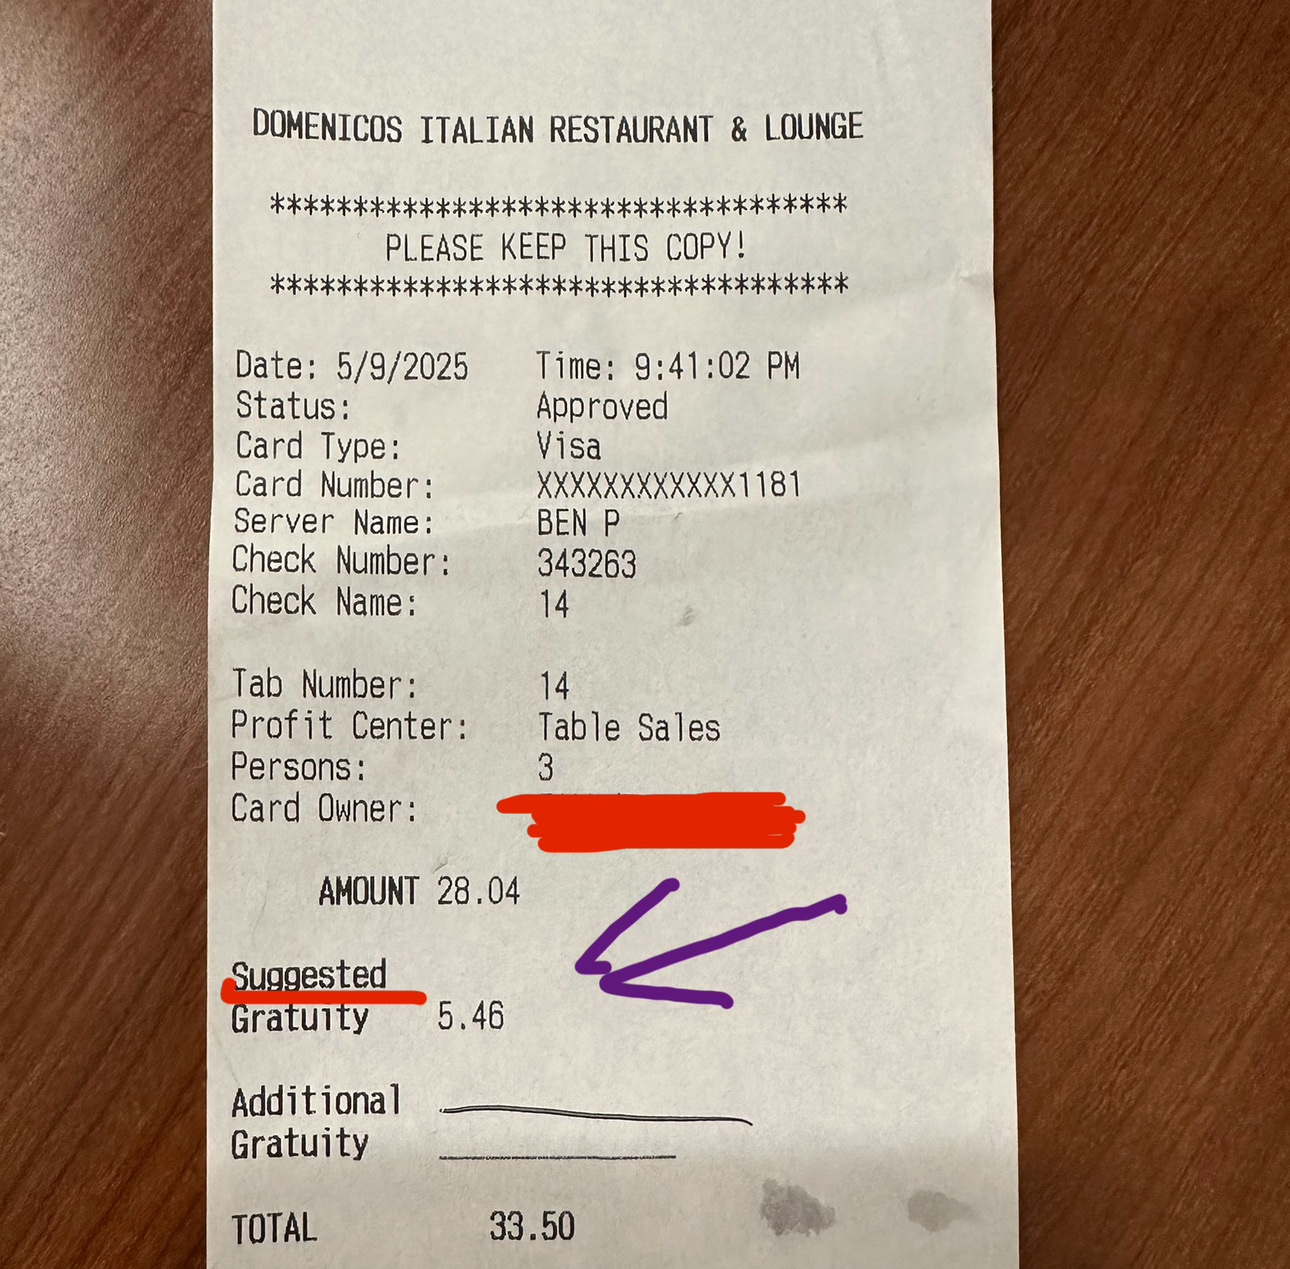 DOMENICOS ITALIAN RESTAURANT & LOUNGE
***********************************
PLEASE KEEP THIS COPY!
***********************************
Date: 5/9/2025 Time: 9:41:02 PM
Status: Approved
Card Type: Visa
Card Number: XXXXXXXXXXXX1181
Server Name: BEN P
Check Number: 343263
Check Name: 14
Tab Number: 14
Profit Center: Table Sales
Persons: 3
Card Owner:
AMOUNT 28.04
Suggested
Gratuity 5.46
Additional
Gratuity
TOTAL 33.50